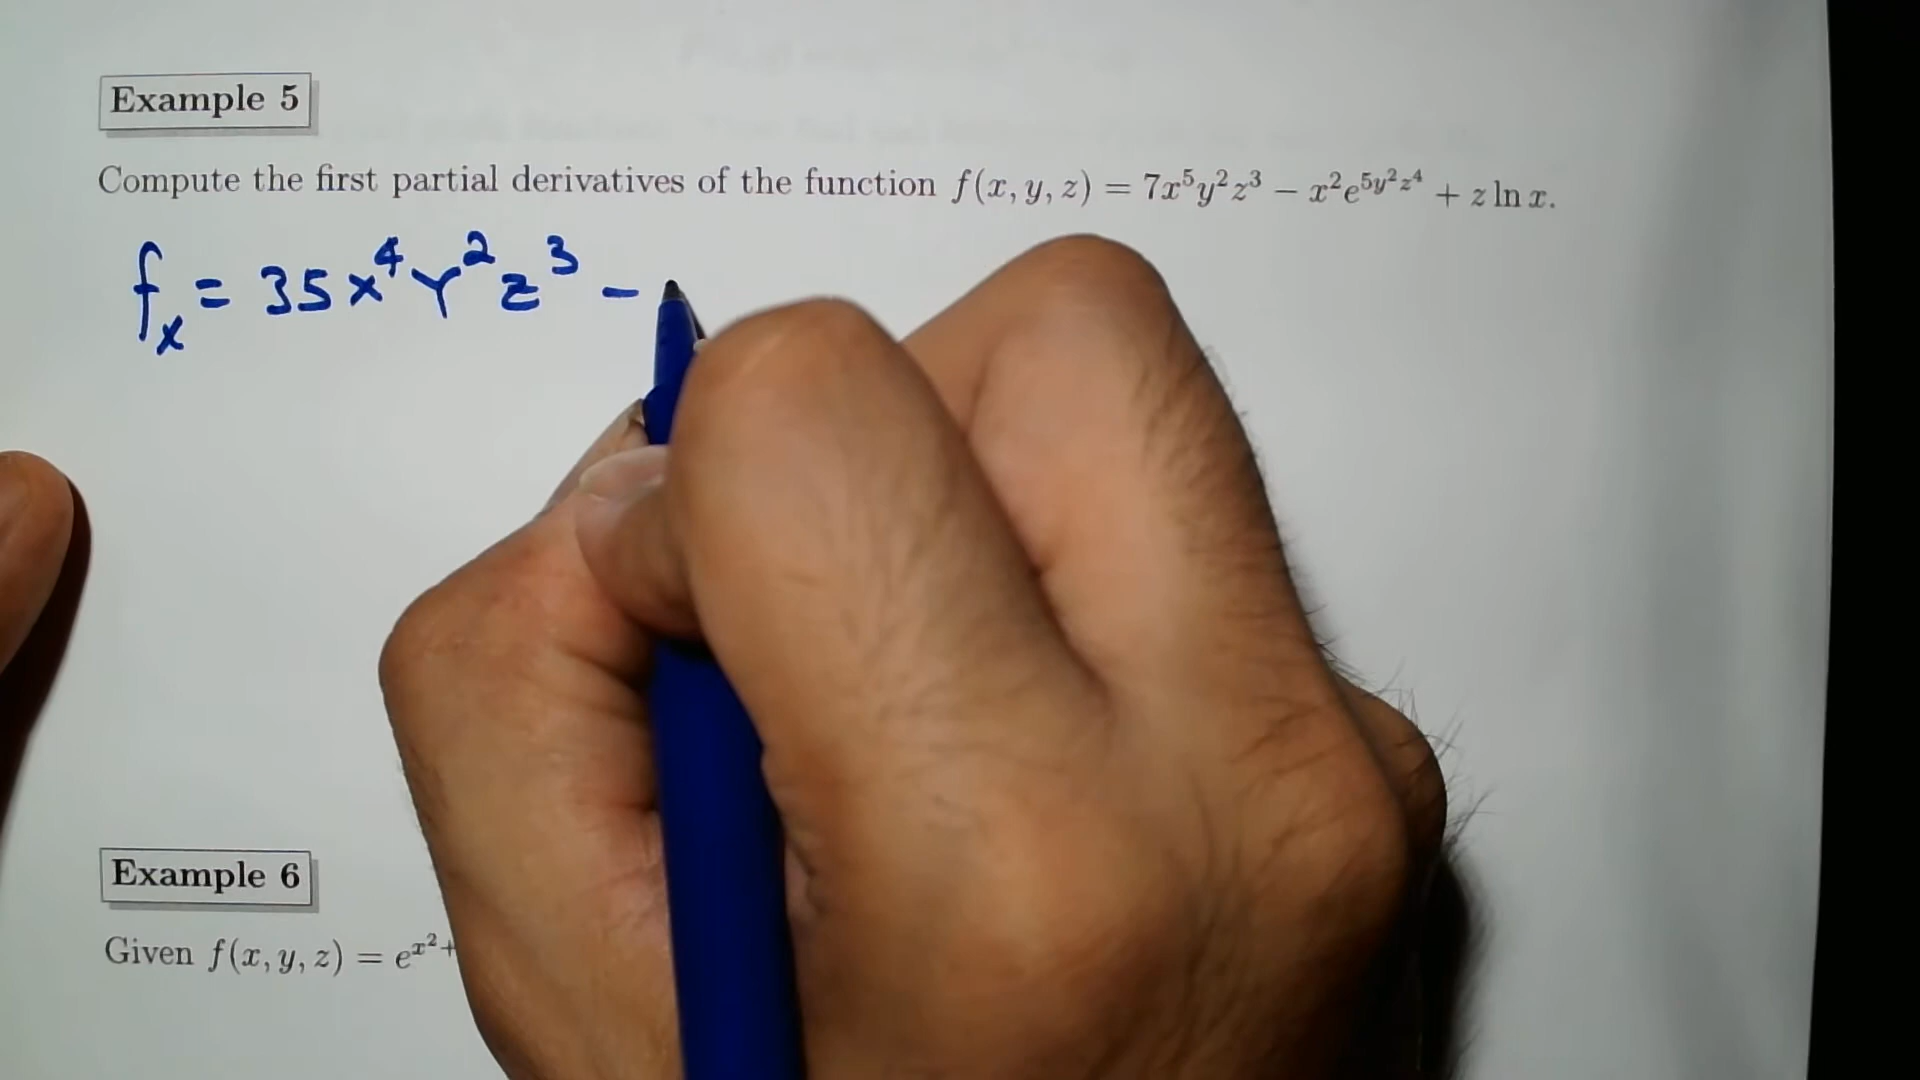 Example 5
Compute the first partial derivatives of the function f(x, y, z) = 7x⁵y²z³ − x²e^{5y²z⁴} + z ln x.
fₓ = 35x⁴y²z³ −
Example 6
Given f(x, y, z) = e^{x²+